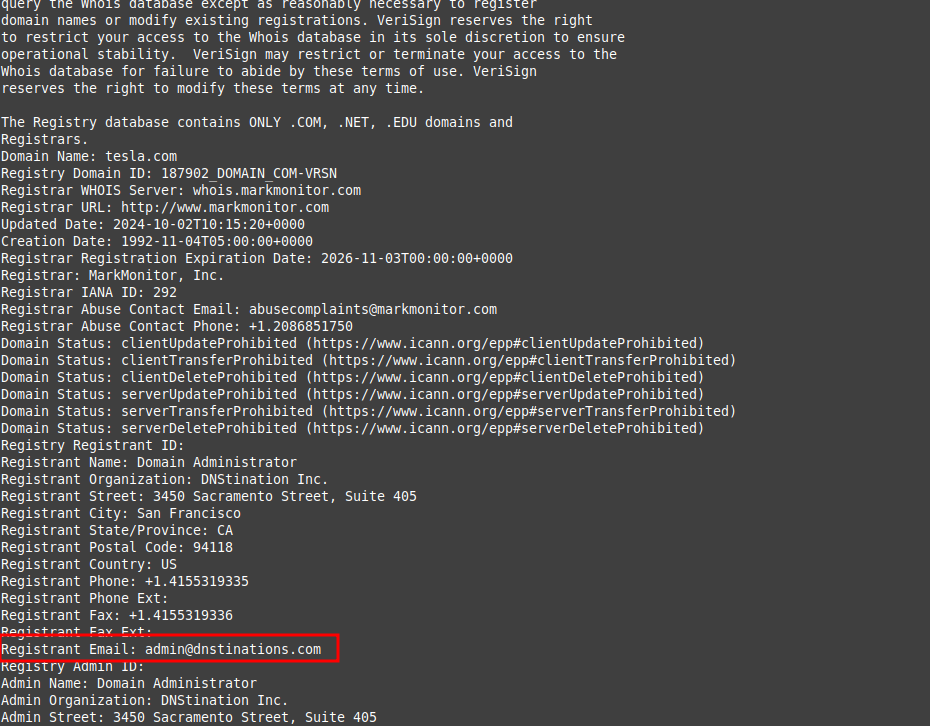 query the Whois database except as reasonably necessary to register
domain names or modify existing registrations. VeriSign reserves the right
to restrict your access to the Whois database in its sole discretion to ensure
operational stability.  VeriSign may restrict or terminate your access to the
Whois database for failure to abide by these terms of use. VeriSign
reserves the right to modify these terms at any time.

The Registry database contains ONLY .COM, .NET, .EDU domains and
Registrars.
Domain Name: tesla.com
Registry Domain ID: 187902_DOMAIN_COM-VRSN
Registrar WHOIS Server: whois.markmonitor.com
Registrar URL: http://www.markmonitor.com
Updated Date: 2024-10-02T10:15:20+0000
Creation Date: 1992-11-04T05:00:00+0000
Registrar Registration Expiration Date: 2026-11-03T00:00:00+0000
Registrar: MarkMonitor, Inc.
Registrar IANA ID: 292
Registrar Abuse Contact Email: abusecomplaints@markmonitor.com
Registrar Abuse Contact Phone: +1.2086851750
Domain Status: clientUpdateProhibited (https://www.icann.org/epp#clientUpdateProhibited)
Domain Status: clientTransferProhibited (https://www.icann.org/epp#clientTransferProhibited)
Domain Status: clientDeleteProhibited (https://www.icann.org/epp#clientDeleteProhibited)
Domain Status: serverUpdateProhibited (https://www.icann.org/epp#serverUpdateProhibited)
Domain Status: serverTransferProhibited (https://www.icann.org/epp#serverTransferProhibited)
Domain Status: serverDeleteProhibited (https://www.icann.org/epp#serverDeleteProhibited)
Registry Registrant ID:
Registrant Name: Domain Administrator
Registrant Organization: DNStination Inc.
Registrant Street: 3450 Sacramento Street, Suite 405
Registrant City: San Francisco
Registrant State/Province: CA
Registrant Postal Code: 94118
Registrant Country: US
Registrant Phone: +1.4155319335
Registrant Phone Ext:
Registrant Fax: +1.4155319336
Registrant Fax Ext:
Registrant Email: admin@dnstinations.com
Registry Admin ID:
Admin Name: Domain Administrator
Admin Organization: DNStination Inc.
Admin Street: 3450 Sacramento Street, Suite 405